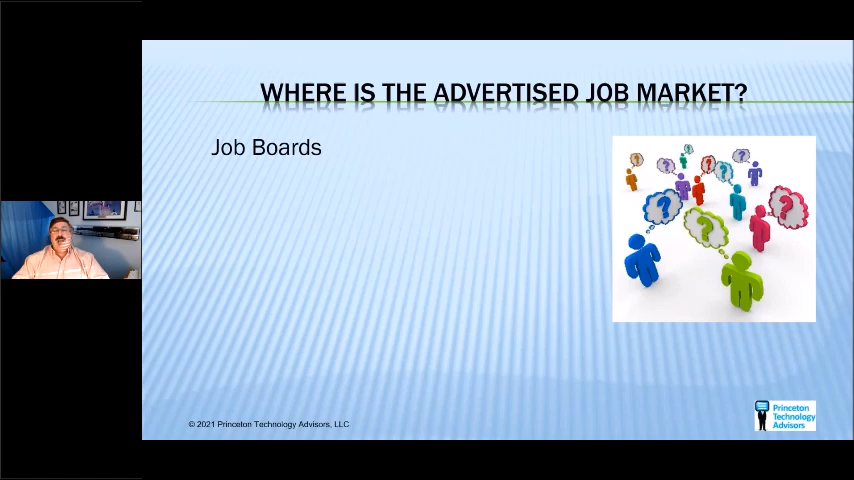 WHERE IS THE ADVERTISED JOB MARKET?
Job Boards
? ? ? ? ? ? ? ? ?
© 2021 Princeton Technology Advisors, LLC
Princeton
Technology
Advisors